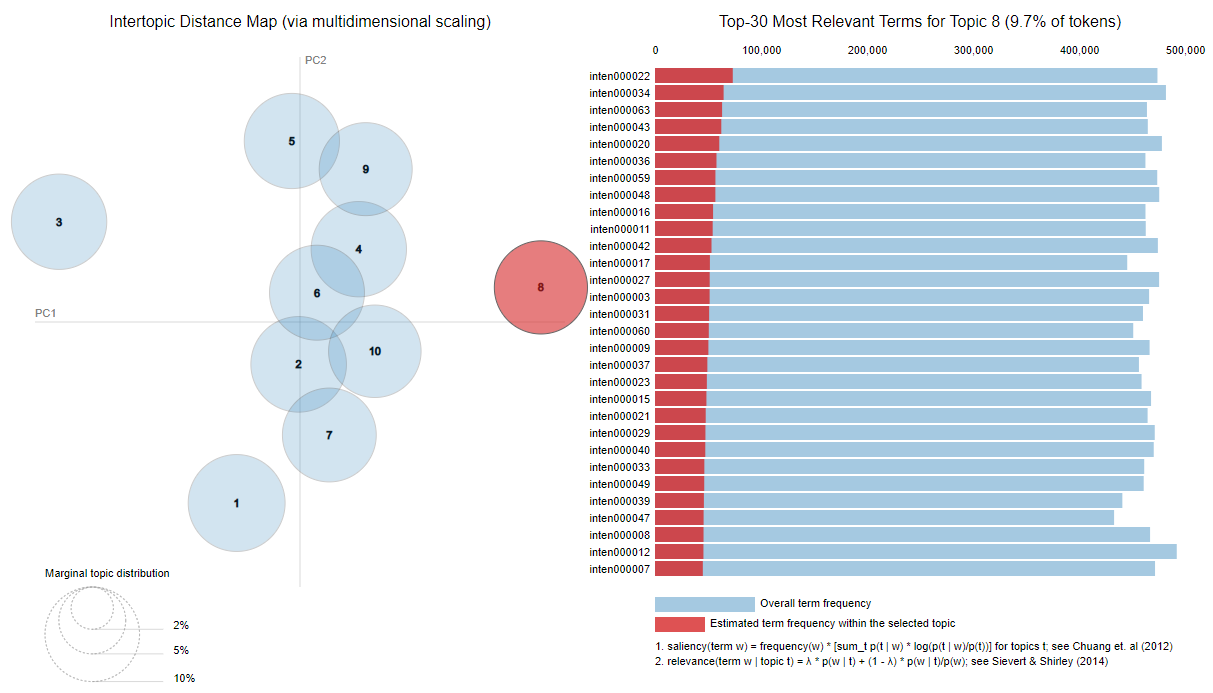 Intertopic Distance Map (via multidimensional scaling)
PC2
5
9
3
4
8
6
PC1
10
2
7
1
Marginal topic distribution
2%
5%
10%
Top-30 Most Relevant Terms for Topic 8 (9.7% of tokens)
0 100,000 200,000 300,000 400,000 500,000
inten000022
inten000034
inten000063
inten000043
inten000020
inten000036
inten000059
inten000048
inten000016
inten000011
inten000042
inten000017
inten000027
inten000003
inten000031
inten000060
inten000009
inten000037
inten000023
inten000015
inten000021
inten000029
inten000040
inten000033
inten000049
inten000039
inten000047
inten000008
inten000012
inten000007
Overall term frequency
Estimated term frequency within the selected topic
1. saliency(term w) = frequency(w) * [sum_t p(t | w) * log(p(t | w)/p(t))] for topics t; see Chuang et. al (2012)
2. relevance(term w | topic t) = λ * p(w | t) + (1 - λ) * p(w | t)/p(w); see Sievert & Shirley (2014)